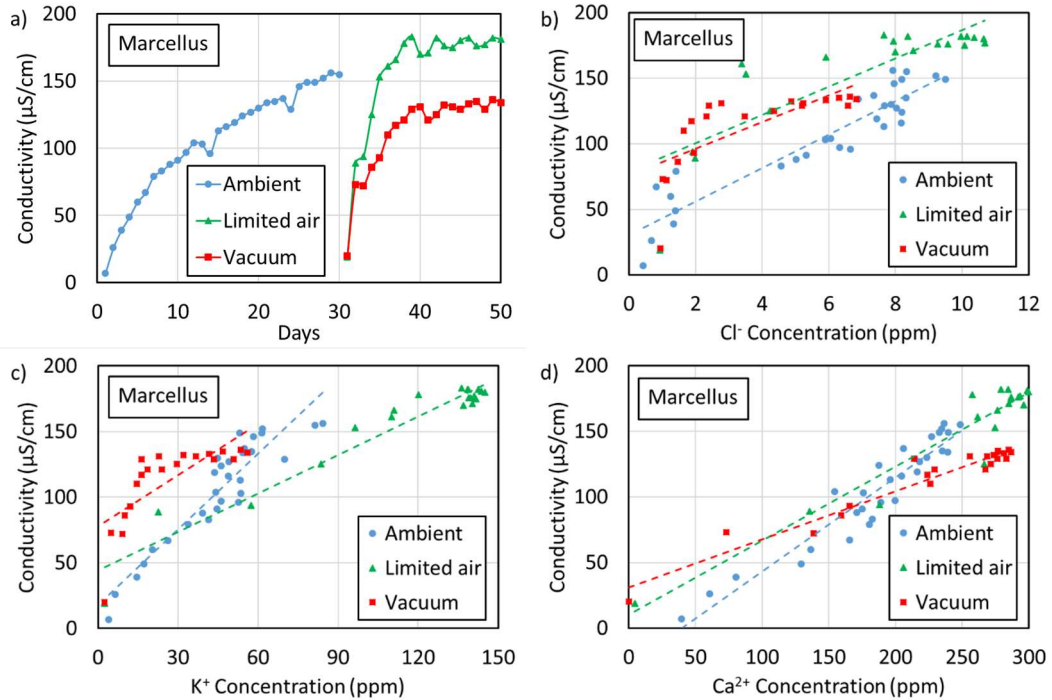 a)
Marcellus
Conductivity (µS/cm)
200
150
100
50
0
Ambient
Limited air
Vacuum
0 10 20 30 40 50
Days
b)
Marcellus
Conductivity (µS/cm)
200
150
100
50
0
Ambient
Limited air
Vacuum
0 2 4 6 8 10 12
Cl⁻ Concentration (ppm)
c)
Marcellus
Conductivity (µS/cm)
200
150
100
50
0
Ambient
Limited air
Vacuum
0 30 60 90 120 150
K⁺ Concentration (ppm)
d)
Marcellus
Conductivity (µS/cm)
200
150
100
50
0
Ambient
Limited air
Vacuum
0 50 100 150 200 250 300
Ca²⁺ Concentration (ppm)